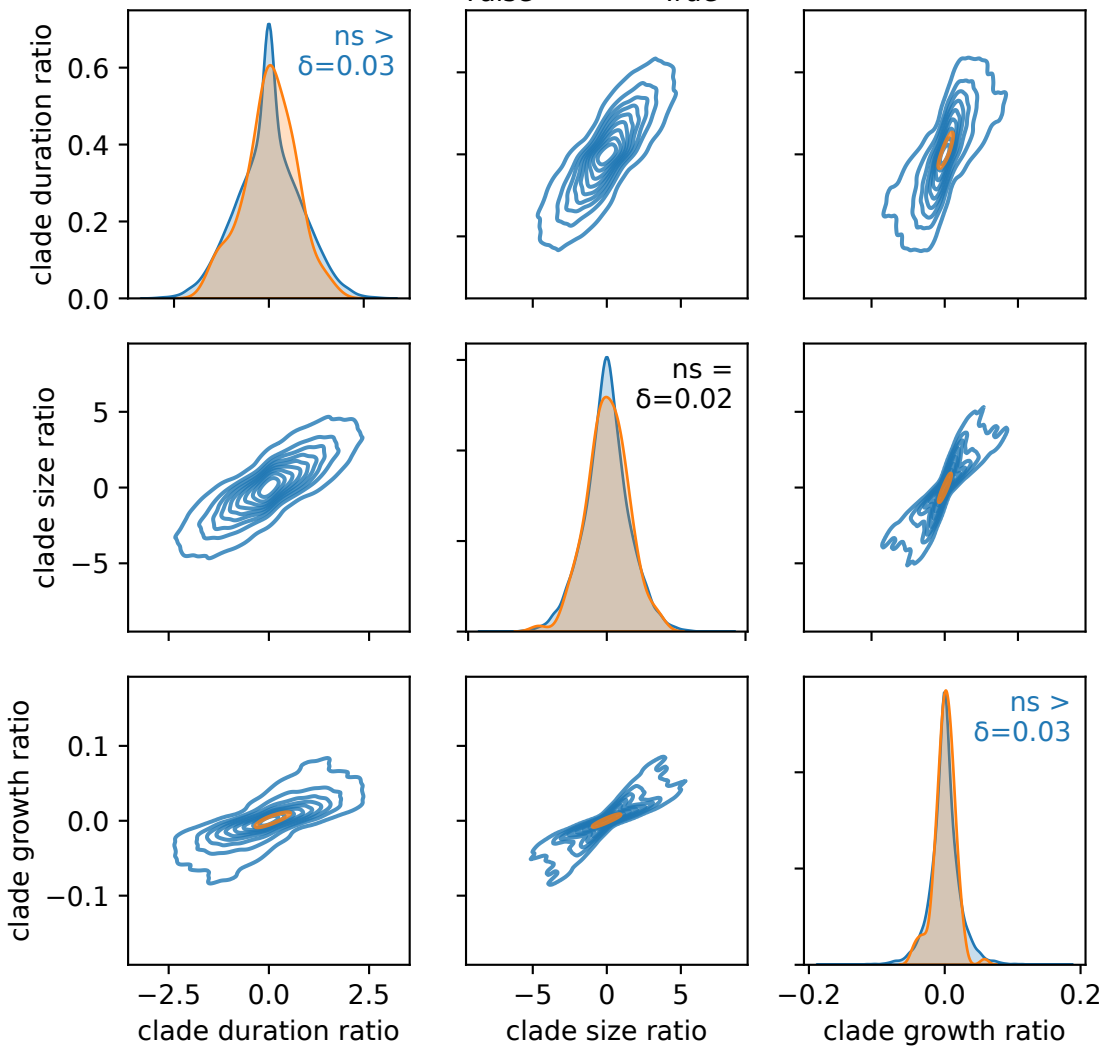 ns >
δ=0.03
clade duration ratio
0.6
0.4
0.2
0.0
−5
0
5
ns =
δ=0.02
clade size ratio
5
0
−5
ns >
δ=0.03
clade growth ratio
0.1
0.0
−0.1
−2.5
0.0
2.5
−5
0
5
−0.2
0.0
0.2
clade duration ratio
clade size ratio
clade growth ratio